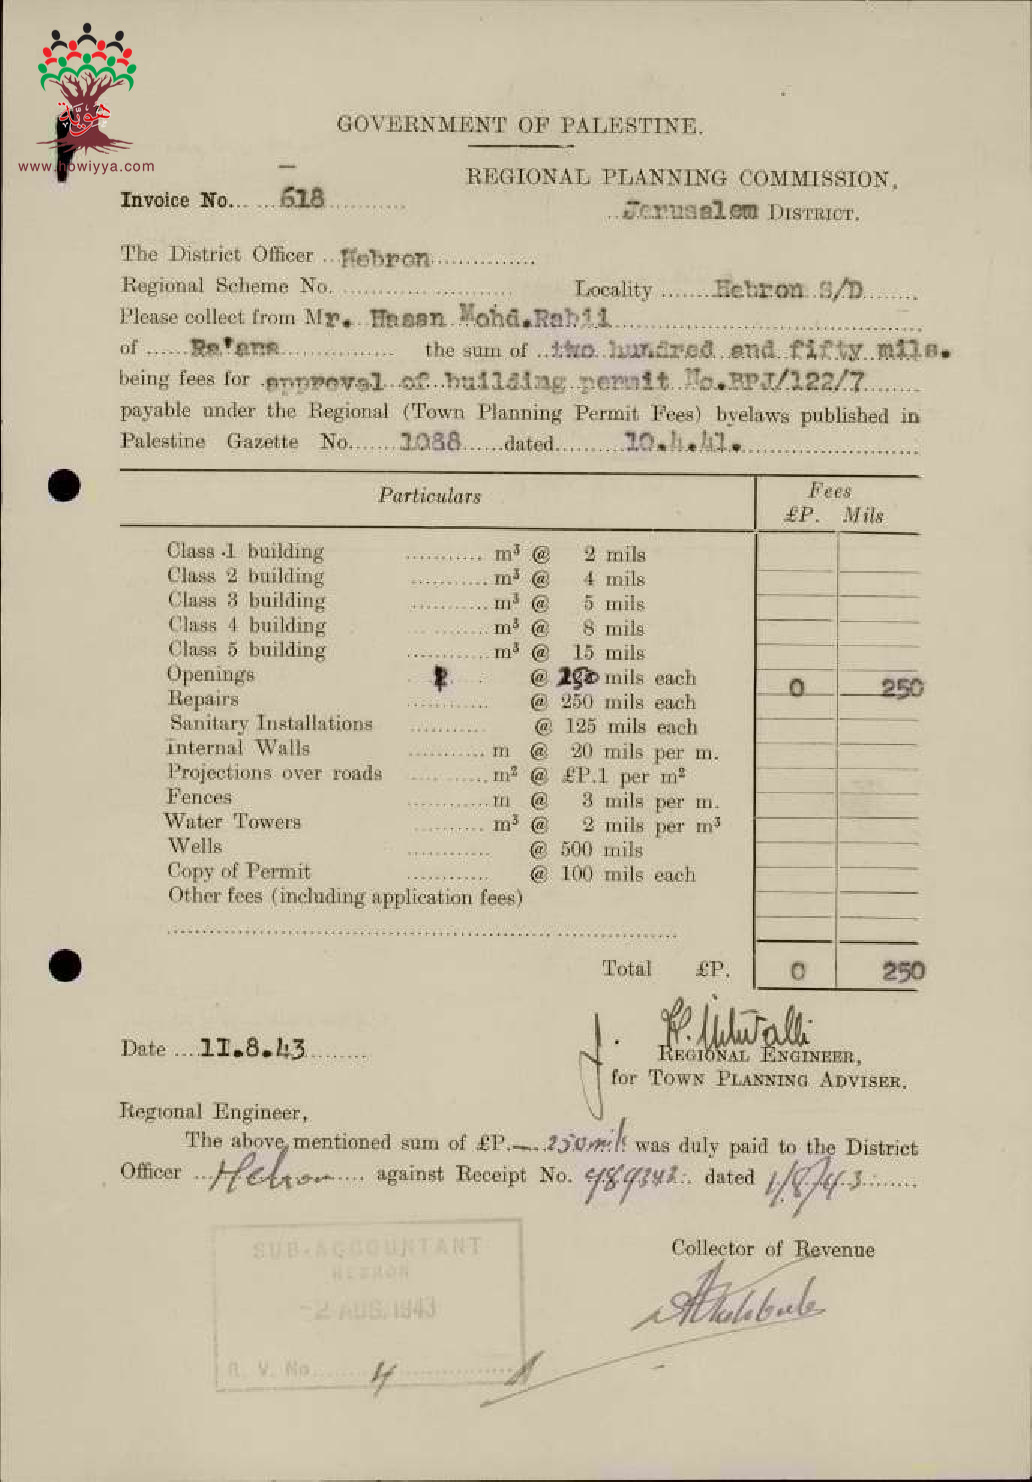 هويّة
www.howiyya.com
GOVERNMENT OF PALESTINE.
REGIONAL PLANNING COMMISSION,
Invoice No. 618
Jerusalem DISTRICT.
The District Officer Hebron
Regional Scheme No. Locality Hebron S/D
Please collect from Mr. Hasan Mohd.Rabii
of Ra'ana the sum of two hundred and fifty mils.
being fees for approval of building permit No.RPJ/122/7
payable under the Regional (Town Planning Permit Fees) byelaws published in
Palestine Gazette No. 1088 dated 10.4.41.
Particulars Fees
£P. Mils
Class 1 building m³ @ 2 mils
Class 2 building m³ @ 4 mils
Class 3 building m³ @ 5 mils
Class 4 building m³ @ 8 mils
Class 5 building m³ @ 15 mils
Openings @ mils each 0 250
Repairs @ 250 mils each
Sanitary Installations @ 125 mils each
Internal Walls m @ 20 mils per m.
Projections over roads m² @ £P.1 per m²
Fences m @ 3 mils per m.
Water Towers m³ @ 2 mils per m³
Wells @ 500 mils
Copy of Permit @ 100 mils each
Other fees (including application fees)
Total £P. 0 250
Date 11.8.43
REGIONAL ENGINEER,
for TOWN PLANNING ADVISER.
Regional Engineer,
The above mentioned sum of £P. — 250 mils was duly paid to the District
Officer Hebron against Receipt No. 989342 dated 1/8/43
Collector of Revenue
SUB-ACCOUNTANT
HEBRON
-2 AUG. 1943
R. V. No. 4